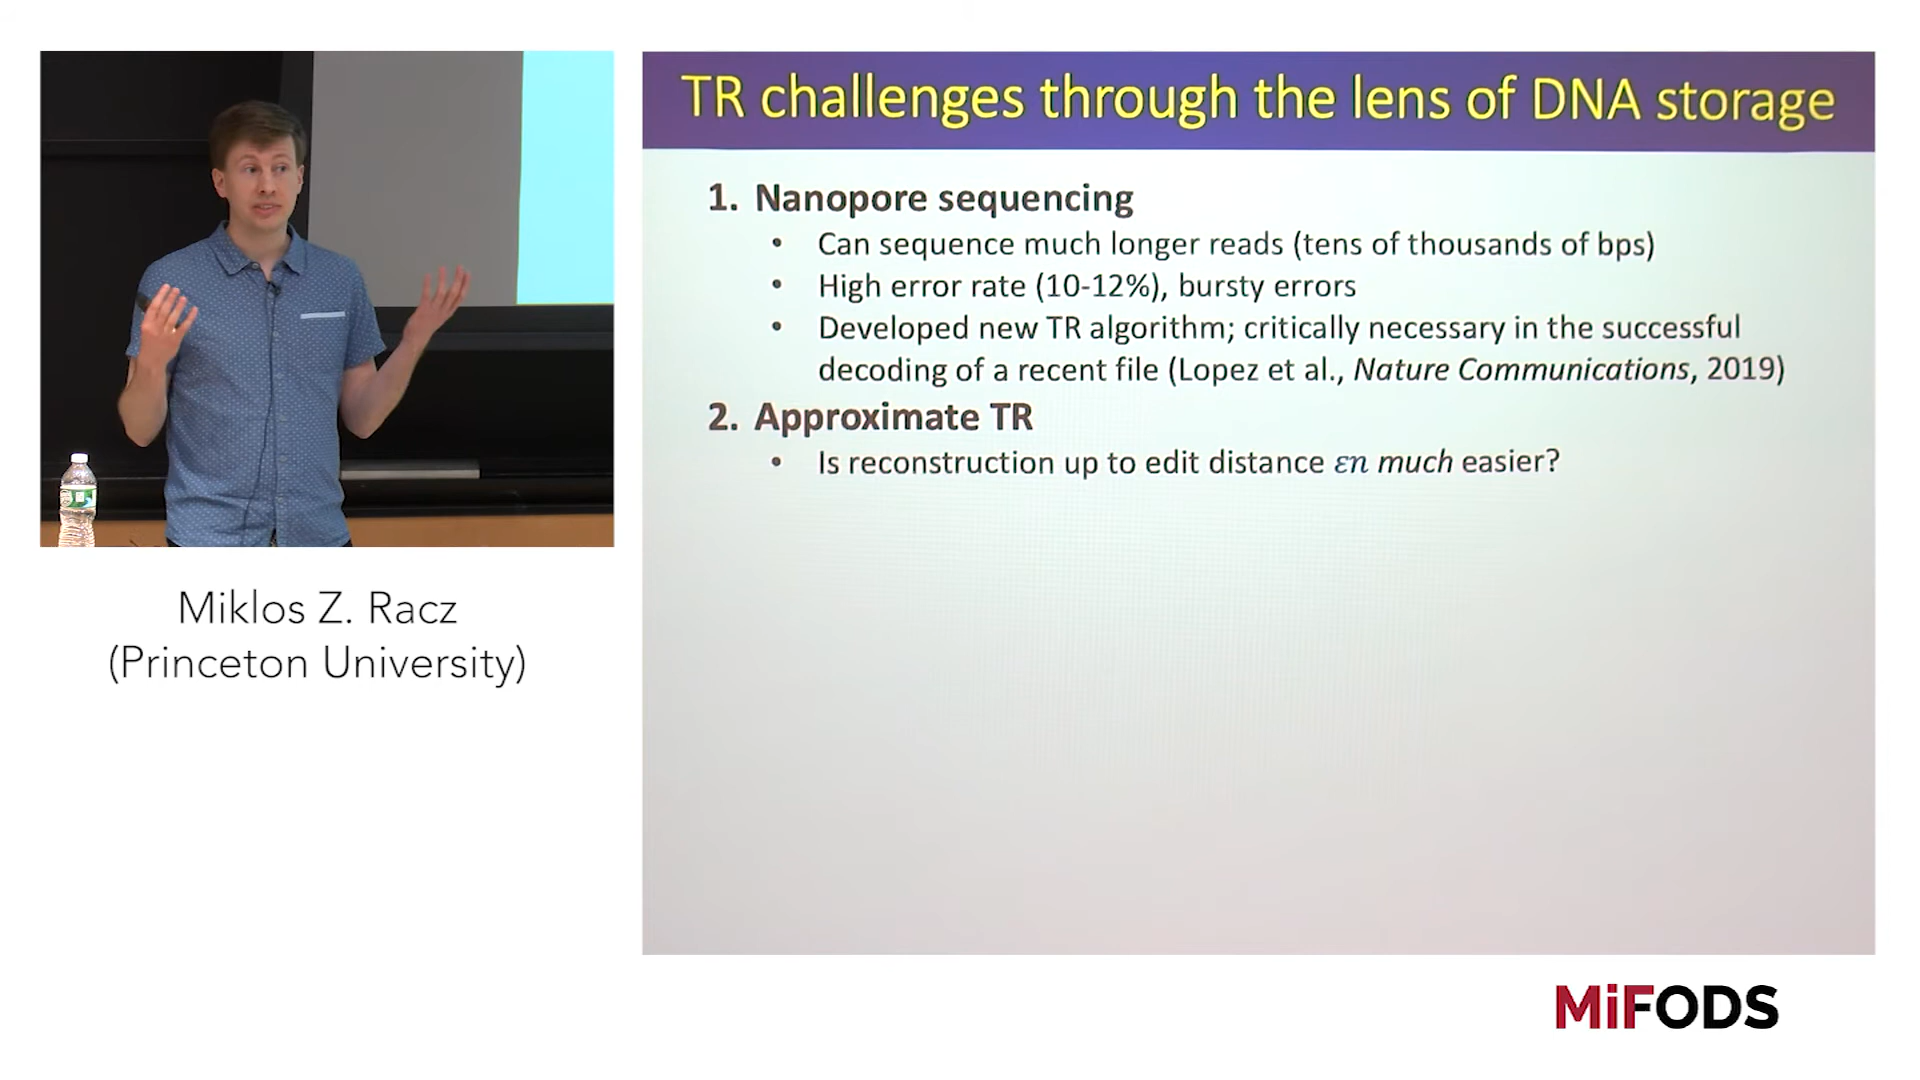 TR challenges through the lens of DNA storage
1. Nanopore sequencing
• Can sequence much longer reads (tens of thousands of bps)
• High error rate (10-12%), bursty errors
• Developed new TR algorithm; critically necessary in the successful
decoding of a recent file (Lopez et al., Nature Communications, 2019)
2. Approximate TR
• Is reconstruction up to edit distance εn much easier?
Miklos Z. Racz
(Princeton University)
MiFODS